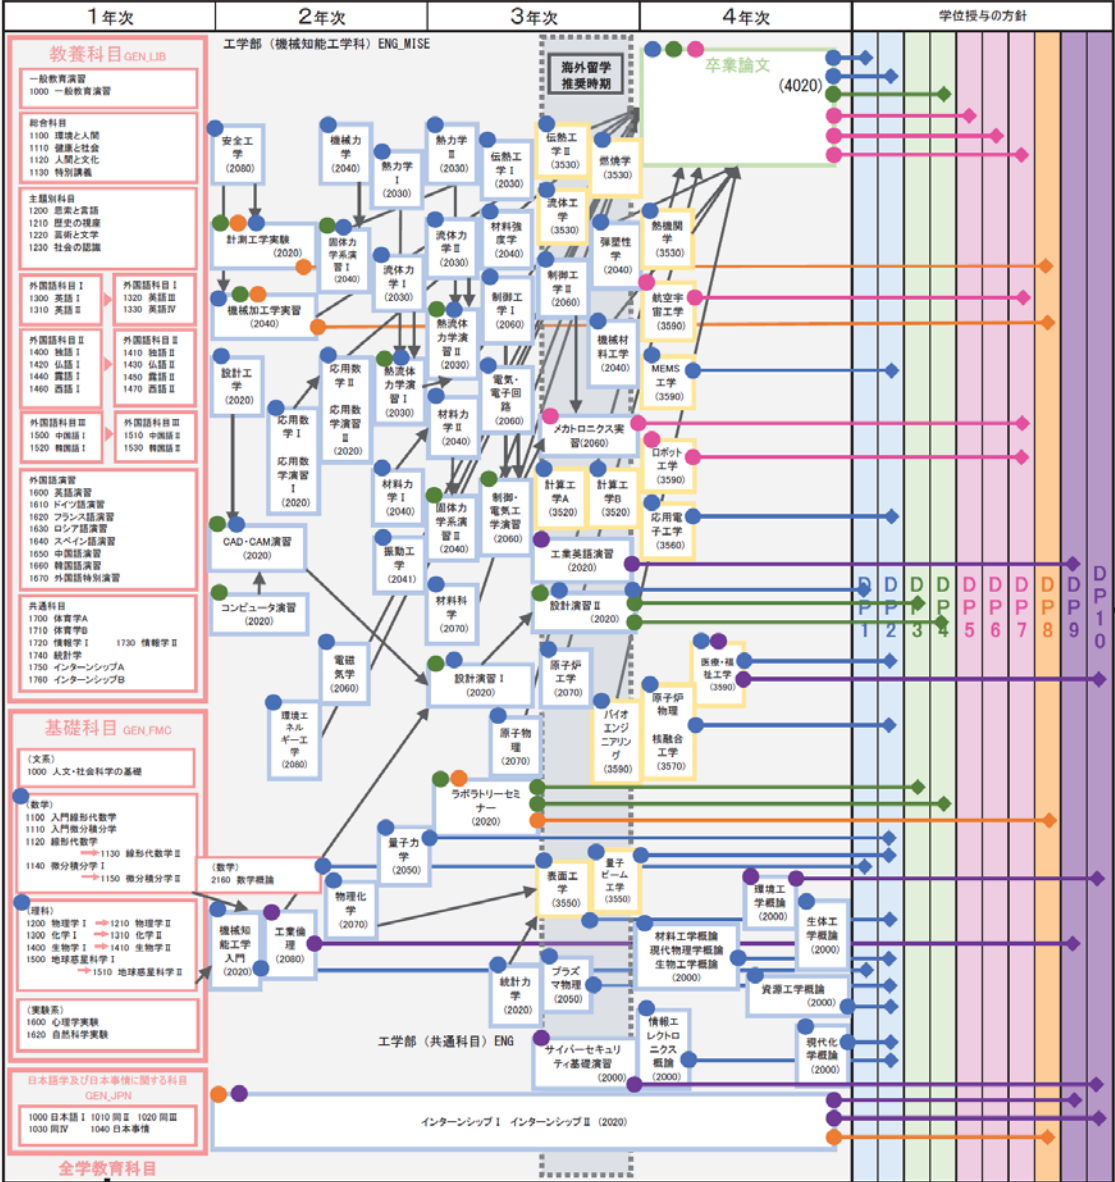 1年次
2年次
3年次
4年次
学位授与の方針
教養科目 GEN_LIB
一般教育演習
1000 一般教育演習
総合科目
1100 環境と人間
1110 健康と社会
1120 人間と文化
1130 特別講義
主題別科目
1200 思索と言語
1210 歴史の視座
1220 芸術と文学
1230 社会の認識
外国語科目Ⅰ
1300 英語Ⅰ
1310 英語Ⅱ
外国語科目Ⅰ
1320 英語Ⅲ
1330 英語Ⅳ
外国語科目Ⅱ
1400 独語Ⅰ
1420 仏語Ⅰ
1440 露語Ⅰ
1460 西語Ⅰ
外国語科目Ⅱ
1410 独語Ⅱ
1430 仏語Ⅱ
1450 露語Ⅱ
1470 西語Ⅱ
外国語科目Ⅲ
1500 中国語Ⅰ
1520 韓国語Ⅰ
外国語科目Ⅲ
1510 中国語Ⅱ
1530 韓国語Ⅱ
外国語演習
1600 英語演習
1610 ドイツ語演習
1620 フランス語演習
1630 ロシア語演習
1640 スペイン語演習
1650 中国語演習
1660 韓国語演習
1670 外国語特別演習
共通科目
1700 体育学A
1710 体育学B
1720 情報学Ⅰ 1730 情報学Ⅱ
1740 統計学
1750 インターンシップA
1760 インターンシップB
基礎科目 GEN_FMC
(文系)
1000 人文・社会科学の基礎
(数学)
1100 入門線形代数学
1110 入門微分積分学
1120 線形代数学
1130 線形代数学Ⅱ
1140 微分積分学Ⅰ
1150 微分積分学Ⅱ
(数学)
2160 数学概論
(理科)
1200 物理学Ⅰ 1210 物理学Ⅱ
1300 化学Ⅰ 1310 化学Ⅱ
1400 生物学Ⅰ 1410 生物学Ⅱ
1500 地球惑星科学Ⅰ
1510 地球惑星科学Ⅱ
(実験系)
1600 心理学実験
1620 自然科学実験
日本語学及び日本事情に関する科目
GEN_JPN
1000 日本語Ⅰ 1010 同Ⅱ 1020 同Ⅲ
1030 同Ⅳ 1040 日本事情
全学教育科目
工学部（機械知能工学科）ENG_MISE
海外留学
推奨時期
卒業論文
(4020)
安全工
学
(2080)
機械力
学
(2040)
熱力学
Ⅰ
(2030)
熱力学
Ⅱ
(2030)
伝熱工
学Ⅰ
(2030)
伝熱工
学Ⅱ
(3530)
燃焼学
(3530)
計測工学実験
(2020)
固体力
学系演
習Ⅰ
(2040)
流体力
学Ⅰ
(2030)
流体力
学Ⅱ
(2030)
材料強
度学
(2040)
流体工
学
(3530)
弾塑性
学
(2040)
熱機関
学
(3530)
機械加工学実習
(2040)
熱流体
力学演
習Ⅱ
(2030)
制御工
学Ⅰ
(2060)
制御工
学Ⅱ
(2060)
機械材
料工学
(2040)
航空宇
宙工学
(3590)
設計工
学
(2020)
応用数
学Ⅰ
応用数
学演習
Ⅰ
(2020)
応用数
学Ⅱ
応用数
学演習
Ⅱ
(2020)
熱流体
力学演
習Ⅰ
(2030)
材料力
学Ⅱ
(2040)
電気・
電子回
路
(2060)
MEMS
工学
(3590)
メカトロニクス実
習(2060)
ロボット
工学
(3590)
材料力
学Ⅰ
(2040)
固体力
学系演
習Ⅱ
(2040)
制御・
電気工
学演習
(2060)
計算工
学A
(3520)
計算工
学B
(3520)
応用電
子工学
(3560)
CAD・CAM演習
(2020)
振動工
学
(2041)
工業英語演習
(2020)
コンピュータ演習
(2020)
材料科
学
(2070)
設計演習Ⅱ
(2020)
電磁
気学
(2060)
設計演習Ⅰ
(2020)
原子炉
工学
(2070)
医療・福
祉工学
(3590)
環境エ
ネル
ギー工
学
(2080)
原子物
理
(2070)
バイオ
エンジ
ニアリン
グ
(3590)
原子炉
物理
核融合
工学
(3570)
ラボラトリーセミ
ナー
(2020)
量子力
学
(2050)
物理化
学
(2070)
表面工
学
(3550)
量子
ビーム
工学
(3550)
環境工
学概論
(2000)
生体工
学概論
(2000)
機械知
能工学
入門
(2020)
工業倫
理
(2080)
統計力
学
(2020)
プラズ
マ物理
(2050)
材料工学概論
現代物理学概論
生物工学概論
(2000)
資源工学概論
(2000)
工学部（共通科目）ENG
サイバーセキュリ
ティ基礎演習
(2000)
情報エ
レクトロ
ニクス
概論
(2000)
現代化
学概論
(2000)
インターンシップⅠ インターンシップⅡ (2020)
DP1
DP2
DP3
DP4
DP5
DP6
DP7
DP8
DP9
DP10